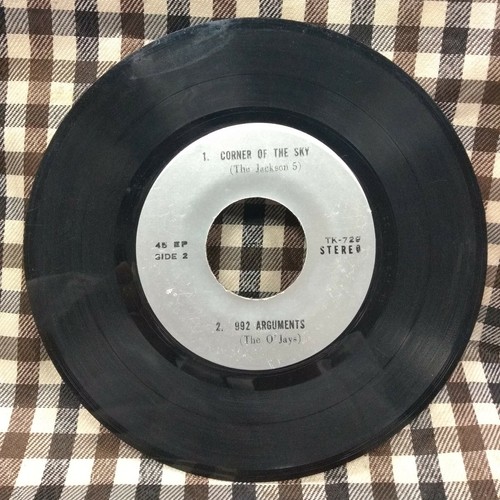 1. CORNER OF THE SKY
(The Jackson 5)
45 EP
SIDE 2
TK-729
STEREO
2. 992 ARGUMENTS
(The O'Jays)